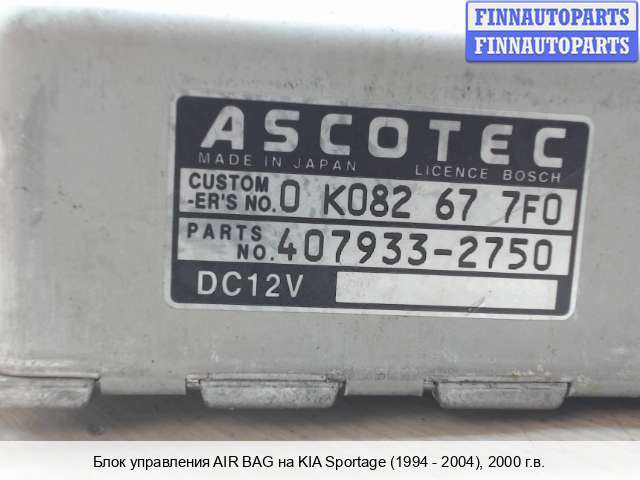 FINNAUTOPARTS
FINNAUTOPARTS
ASCOTEC
MADE IN JAPAN LICENCE BOSCH
CUSTOM -ER'S NO. 0 K082 67 7F0
PARTS NO. 407933-2750
DC12V
Блок управления AIR BAG на KIA Sportage (1994 - 2004), 2000 г.в.